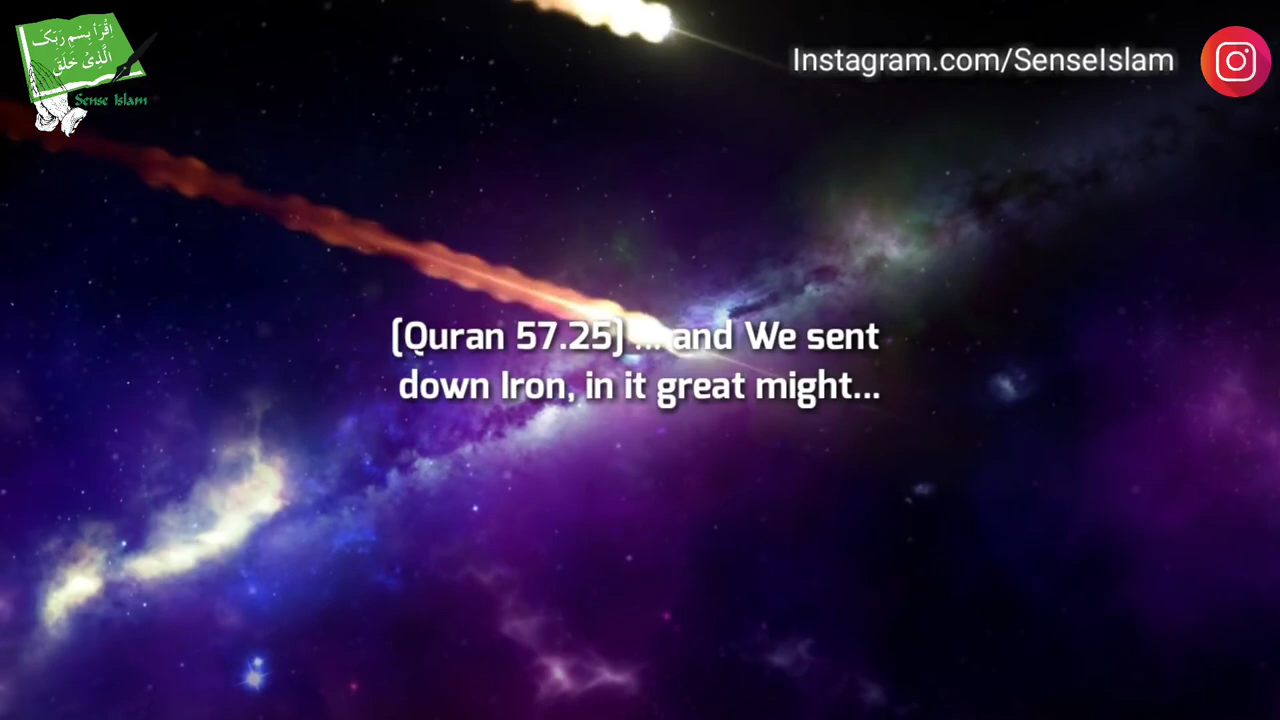 اقْرَأْ بِسْمِ رَبِّكَ
الَّذِي خَلَقَ
Sense Islam
Instagram.com/SenseIslam
(Quran 57.25) ... and We sent
down Iron, in it great might...